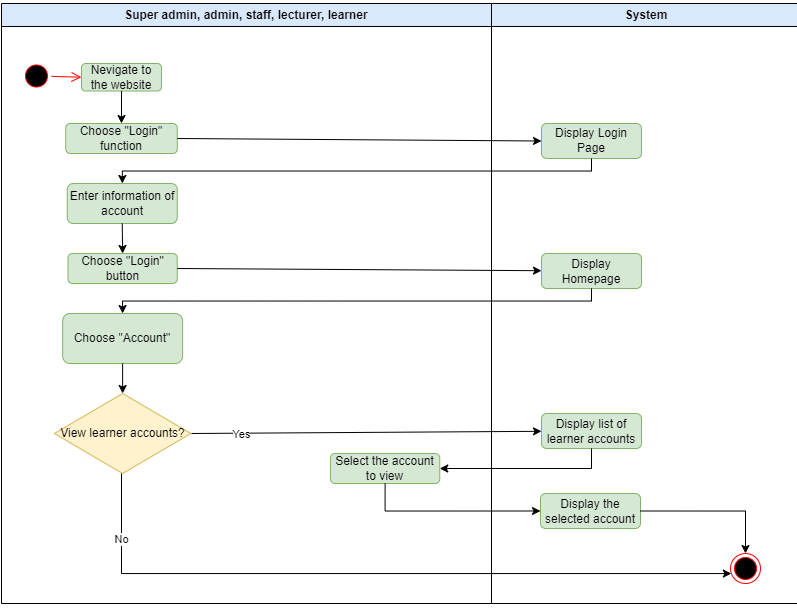 Super admin, admin, staff, lecturer, learner
System
Nevigate to
the website
Choose "Login"
function
Display Login
Page
Enter information of
account
Choose "Login"
button
Display
Homepage
Choose "Account"
View learner accounts?
Yes
Display list of
learner accounts
Select the account
to view
Display the
selected account
No